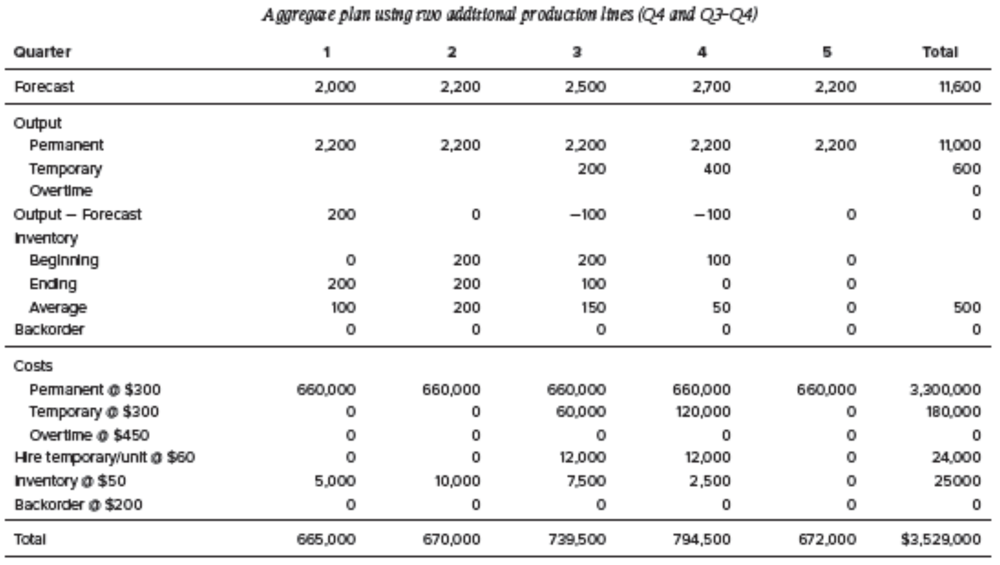 Aggregate plan using two additional production lines (Q4 and Q3–Q4)
Quarter 1 2 3 4 5 Total
Forecast 2,000 2,200 2,500 2,700 2,200 11,600
Output
Permanent 2,200 2,200 2,200 2,200 2,200 11,000
Temporary 200 400 600
Overtime 0
Output – Forecast 200 0 –100 –100 0 0
Inventory
Beginning 0 200 200 100 0
Ending 200 200 100 0 0
Average 100 200 150 50 0 500
Backorder 0 0 0 0 0 0
Costs
Permanent @ $300 660,000 660,000 660,000 660,000 660,000 3,300,000
Temporary @ $300 0 0 60,000 120,000 0 180,000
Overtime @ $450 0 0 0 0 0 0
Hire temporary/unit @ $60 0 0 12,000 12,000 0 24,000
Inventory @ $50 5,000 10,000 7,500 2,500 0 25000
Backorder @ $200 0 0 0 0 0 0
Total 665,000 670,000 739,500 794,500 672,000 $3,529,000